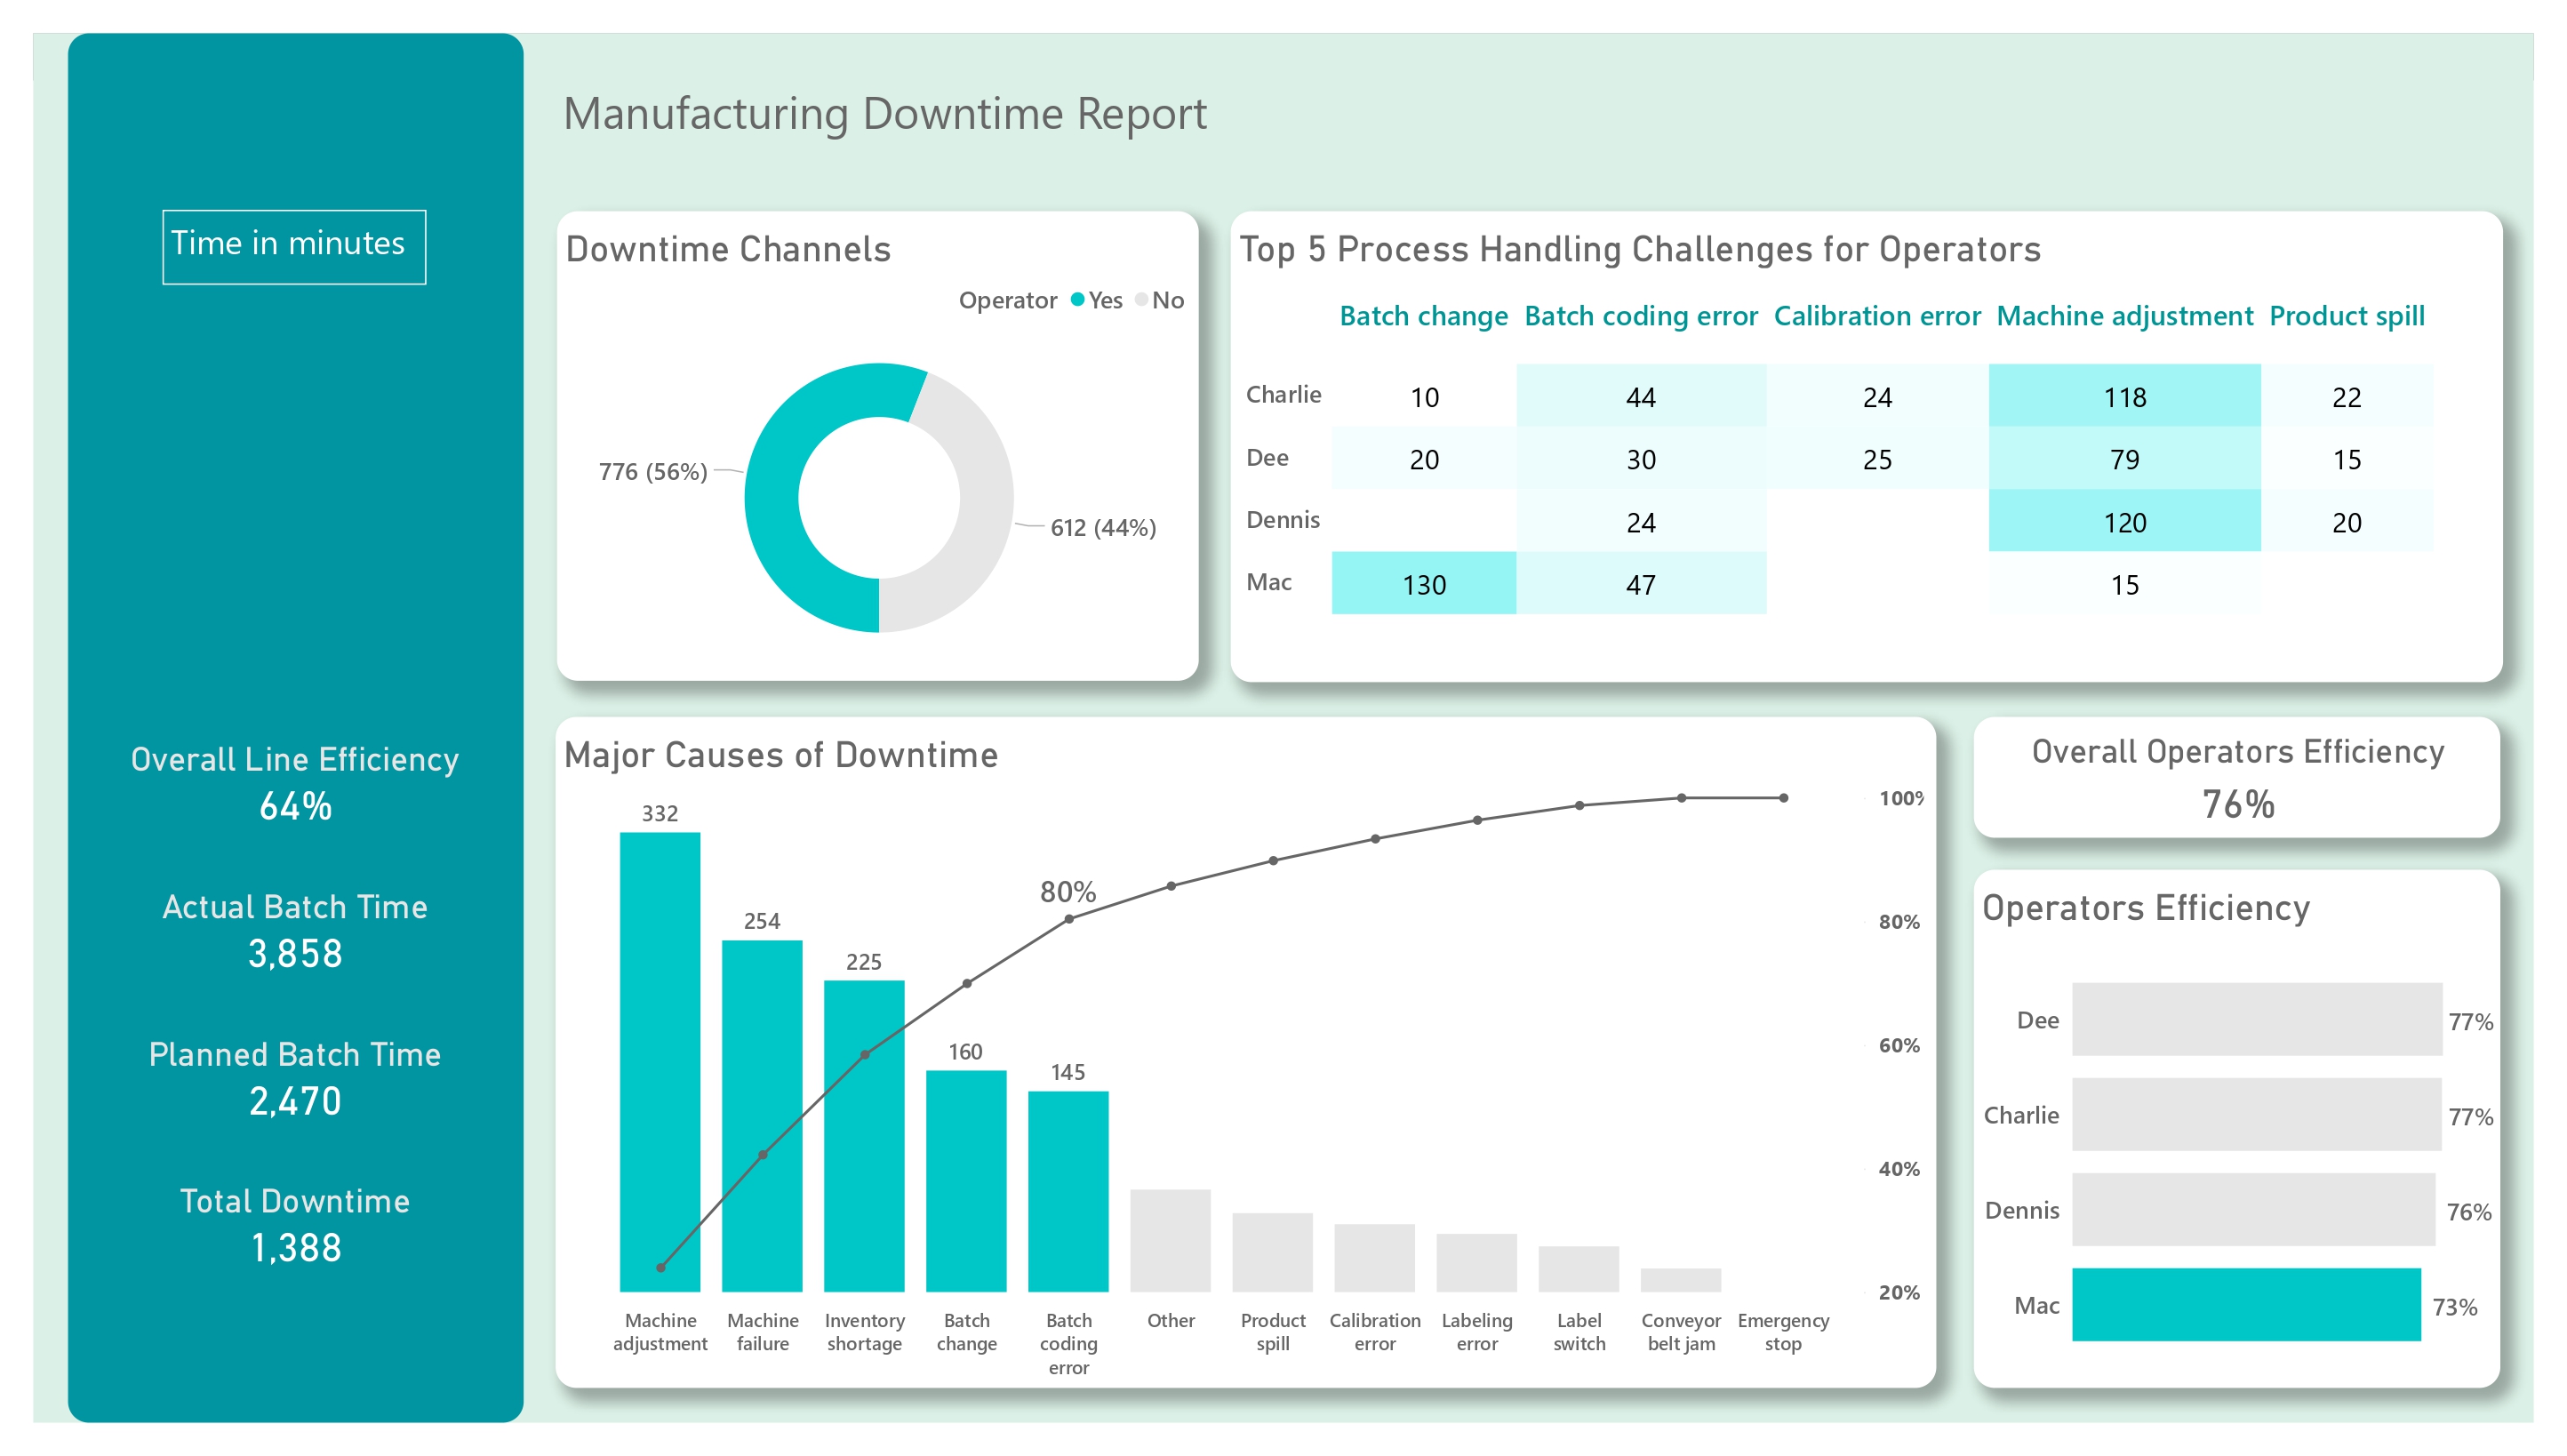 Manufacturing Downtime Report
Time in minutes
Overall Line Efficiency
64%
Actual Batch Time
3,858
Planned Batch Time
2,470
Total Downtime
1,388
Downtime Channels
Operator Yes No
776 (56%)
612 (44%)
Top 5 Process Handling Challenges for Operators
Batch change Batch coding error Calibration error Machine adjustment Product spill
Charlie 10 44 24 118 22
Dee 20 30 25 79 15
Dennis 24 120 20
Mac 130 47 15
Major Causes of Downtime
332
254
225
160
145
80%
100%
80%
60%
40%
20%
Machine adjustment
Machine failure
Inventory shortage
Batch change
Batch coding error
Other
Product spill
Calibration error
Labeling error
Label switch
Conveyor belt jam
Emergency stop
Overall Operators Efficiency
76%
Operators Efficiency
Dee 77%
Charlie 77%
Dennis 76%
Mac 73%